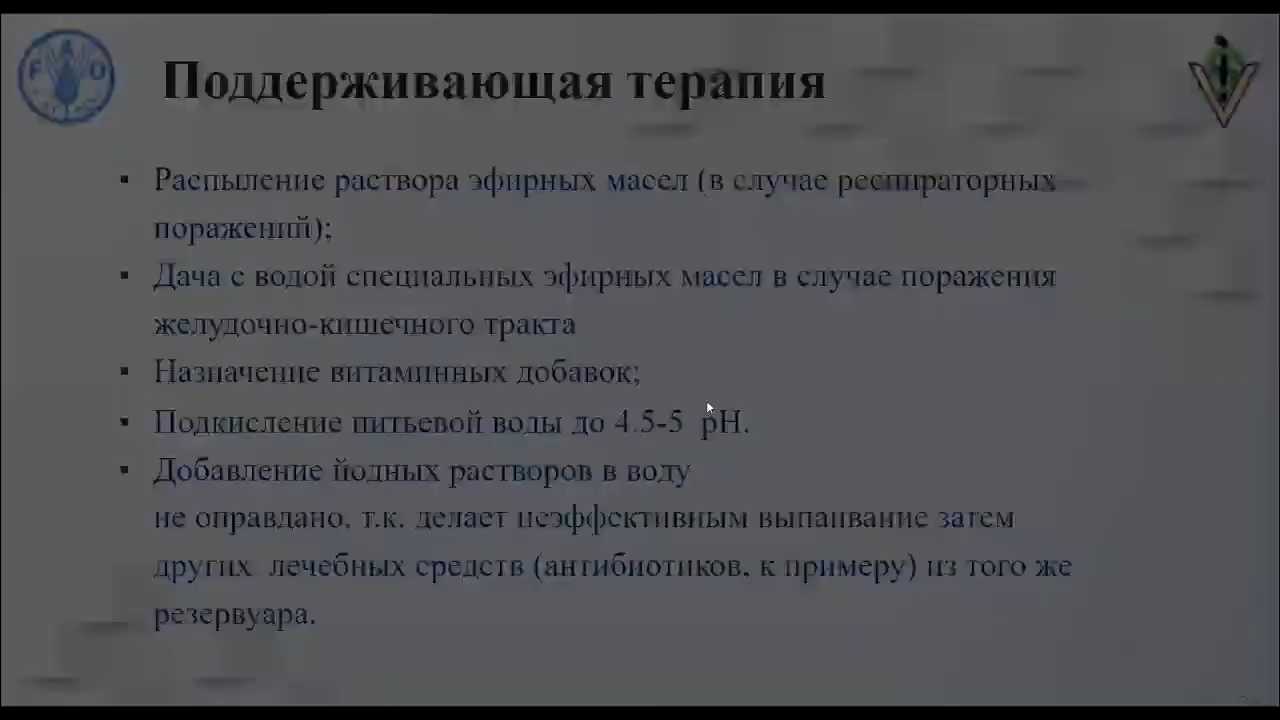 Поддерживающая терапия
▪ Распыление раствора эфирных масел (в случае респираторных
поражений);
▪ Дача с водой специальных эфирных масел в случае поражения
желудочно-кишечного тракта
▪ Назначение витаминных добавок;
▪ Подкисление питьевой воды до 4.5-5 pH.
▪ Добавление йодных растворов в воду
не оправдано, т.к. делает неэффективным выпаивание затем
других лечебных средств (антибиотиков, к примеру) из того же
резервуара.
F A O